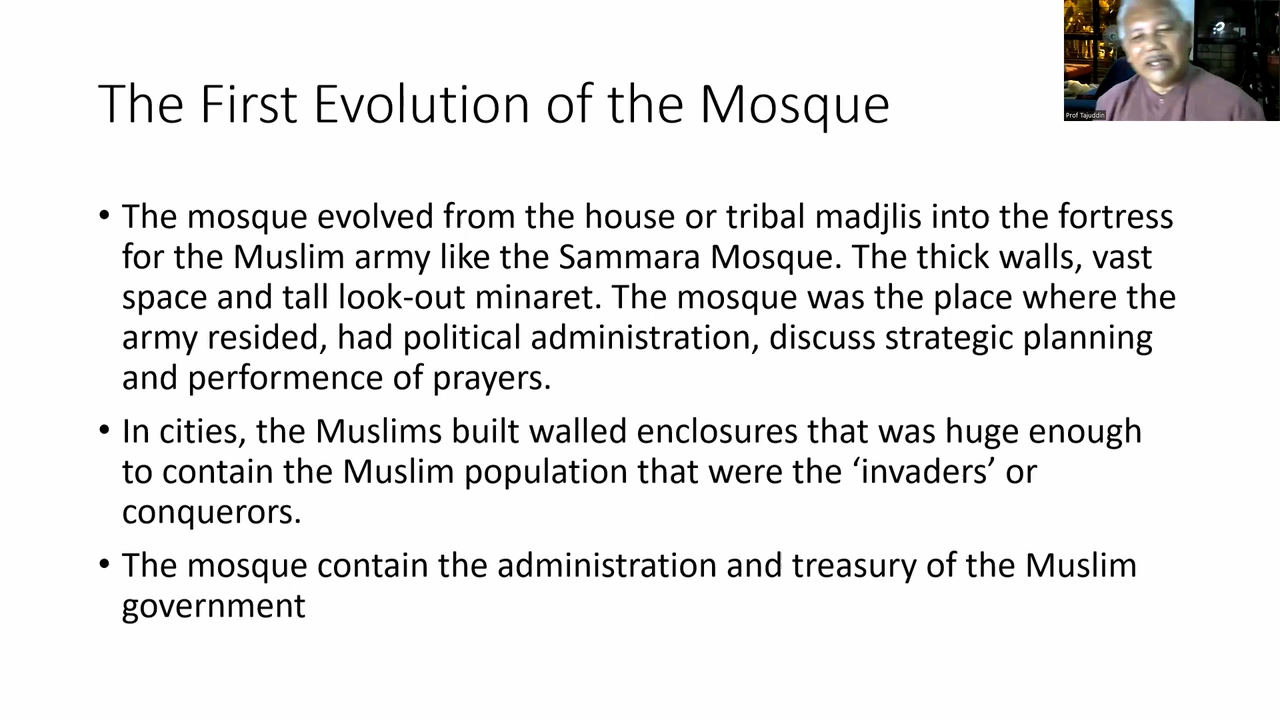 The First Evolution of the Mosque
Prof Tajuddin
• The mosque evolved from the house or tribal madjlis into the fortress
for the Muslim army like the Sammara Mosque. The thick walls, vast
space and tall look-out minaret. The mosque was the place where the
army resided, had political administration, discuss strategic planning
and performence of prayers.
• In cities, the Muslims built walled enclosures that was huge enough
to contain the Muslim population that were the ‘invaders’ or
conquerors.
• The mosque contain the administration and treasury of the Muslim
government